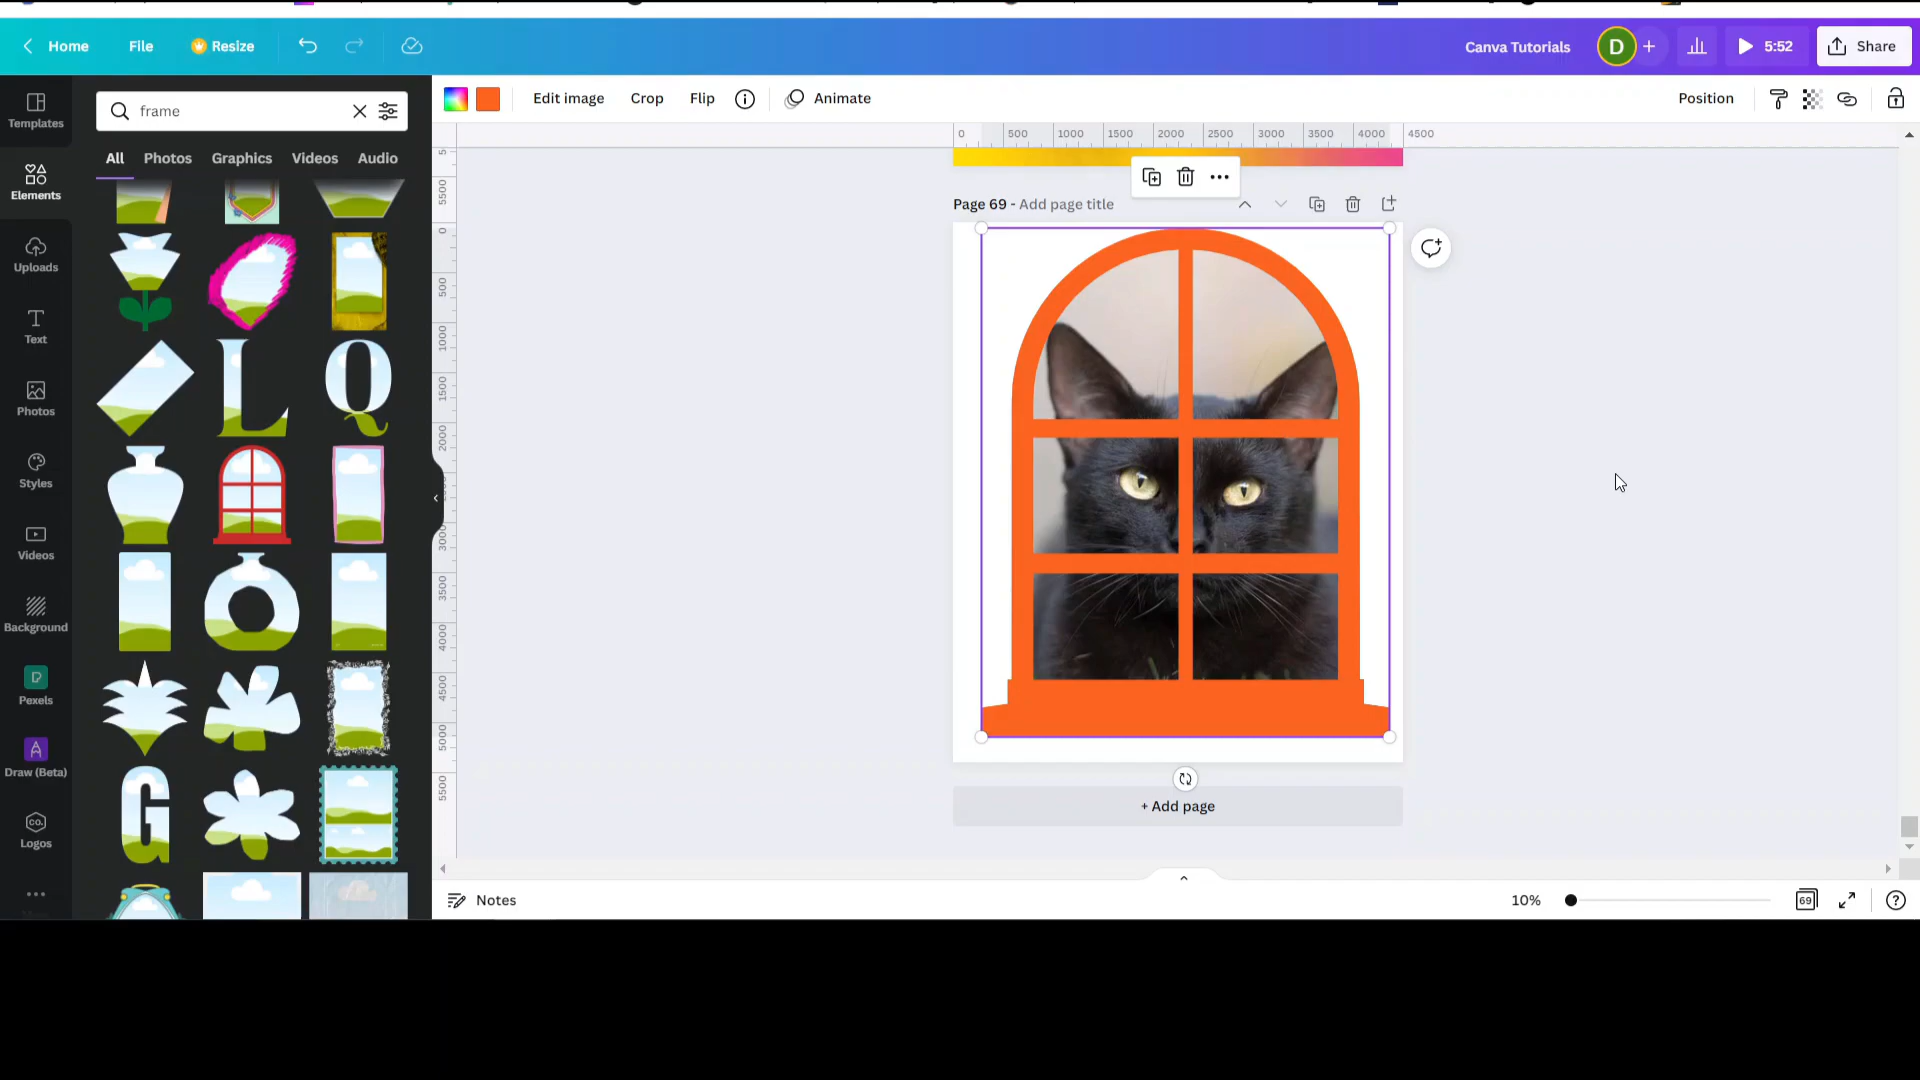 Home File Resize Canva Tutorials D + 5:52 Share
Templates
Elements
Uploads
Text
Photos
Styles
Videos
Background
Pexels
Draw (Beta)
CO.
Logos
frame
All Photos Graphics Videos Audio
L Q
G
Edit image Crop Flip Animate Position
0 500 1000 1500 2000 2500 3000 3500 4000 4500
5500
0
500
1000
1500
2000
3000
3500
4000
4500
5000
5500
Page 69 - Add page title
+ Add page
Notes 10% 69 ?